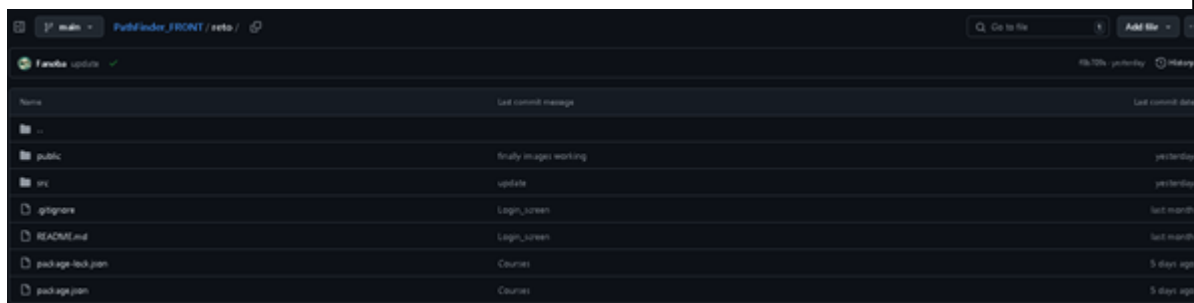 main PathFinder_FRONT / reto / Go to file t Add file
Fanoba update yesterday History
Name Last commit message Last commit date
..
public finally images working yesterday
src update yesterday
.gitignore Login_screen last month
README.md Login_screen last month
package-lock.json Courses 5 days ago
package.json Courses 5 days ago